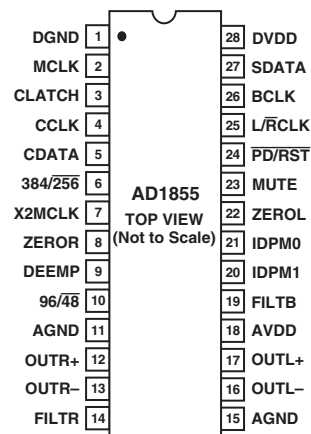 DGND 1
MCLK 2
CLATCH 3
CCLK 4
CDATA 5
384/2̅5̅6̅ 6
X2MCLK 7
ZEROR 8
DEEMP 9
96/4̅8̅ 10
AGND 11
OUTR+ 12
OUTR– 13
FILTR 14
AD1855
TOP VIEW
(Not to Scale)
28 DVDD
27 SDATA
26 BCLK
25 L/R̅CLK
24 P̅D̅/̅R̅S̅T̅
23 MUTE
22 ZEROL
21 IDPM0
20 IDPM1
19 FILTB
18 AVDD
17 OUTL+
16 OUTL–
15 AGND